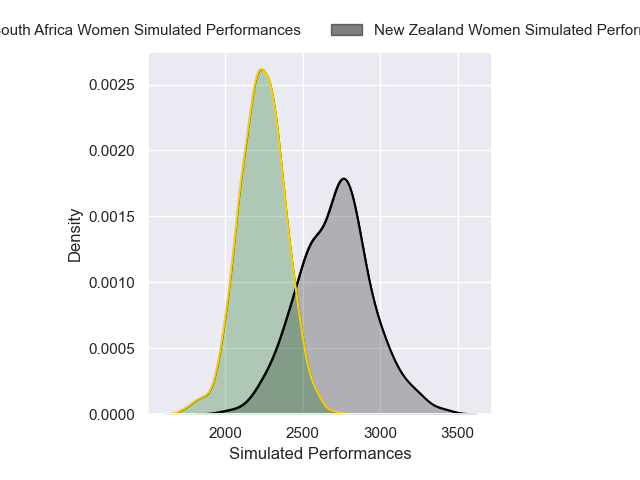 outh Africa Women Simulated Performances New Zealand Women Simulated Perfor
0.0025
0.0020
0.0015
0.0010
0.0005
0.0000
Density
2000 2500 3000 3500
Simulated Performances